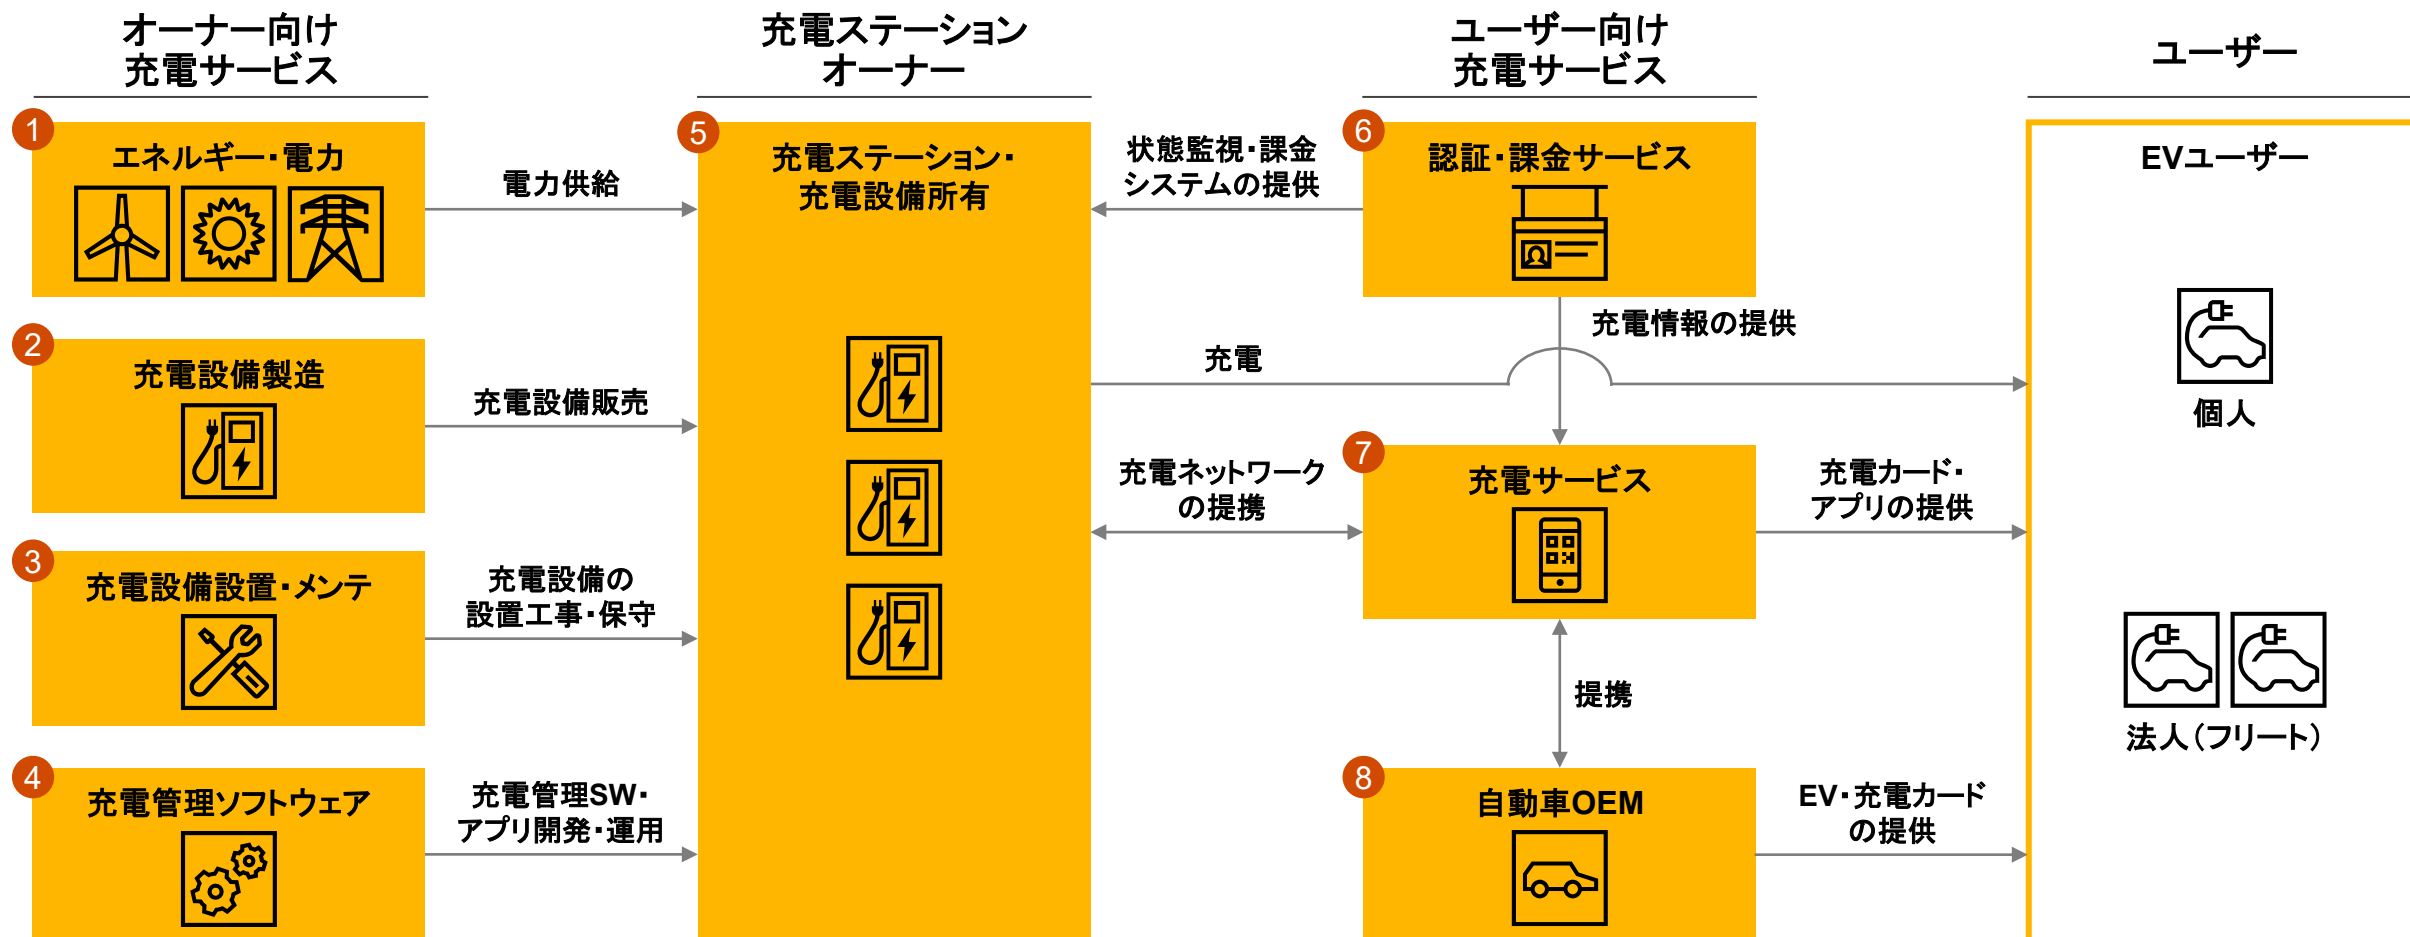 オーナー向け
充電サービス
充電ステーション
オーナー
ユーザー向け
充電サービス
ユーザー
1
エネルギー・電力
電力供給
2
充電設備製造
充電設備販売
3
充電設備設置・メンテ
充電設備の
設置工事・保守
4
充電管理ソフトウェア
充電管理SW・
アプリ開発・運用
5
充電ステーション・
充電設備所有
状態監視・課金
システムの提供
充電
充電ネットワーク
の提携
6
認証・課金サービス
充電情報の提供
7
充電サービス
充電カード・
アプリの提供
提携
8
自動車OEM
EV・充電カード
の提供
EVユーザー
個人
法人（フリート）